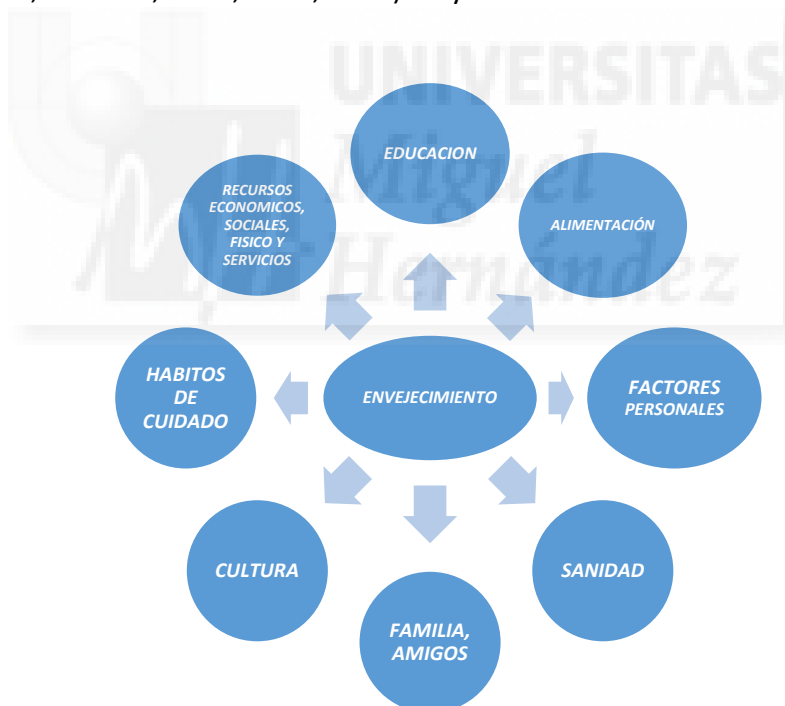 UNIVERSITAS
Miguel
Hernández
EDUCACION
RECURSOS
ECONOMICOS,
SOCIALES,
FISICO Y
SERVICIOS
ALIMENTACIÓN
HABITOS
DE
CUIDADO
ENVEJECIMIENTO
FACTORES
PERSONALES
CULTURA
SANIDAD
FAMILIA,
AMIGOS